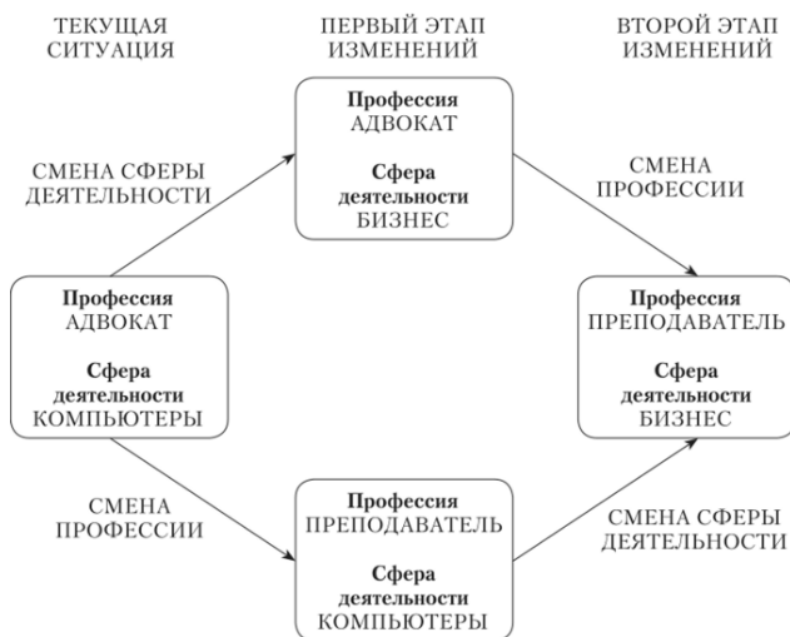 ТЕКУЩАЯ
СИТУАЦИЯ
ПЕРВЫЙ ЭТАП
ИЗМЕНЕНИЙ
ВТОРОЙ ЭТАП
ИЗМЕНЕНИЙ
Профессия
АДВОКАТ
Сфера
деятельности
БИЗНЕС
СМЕНА СФЕРЫ
ДЕЯТЕЛЬНОСТИ
СМЕНА
ПРОФЕССИИ
Профессия
АДВОКАТ
Сфера
деятельности
КОМПЬЮТЕРЫ
Профессия
ПРЕПОДАВАТЕЛЬ
Сфера
деятельности
БИЗНЕС
СМЕНА
ПРОФЕССИИ
Профессия
ПРЕПОДАВАТЕЛЬ
Сфера
деятельности
КОМПЬЮТЕРЫ
СМЕНА СФЕРЫ
ДЕЯТЕЛЬНОСТИ